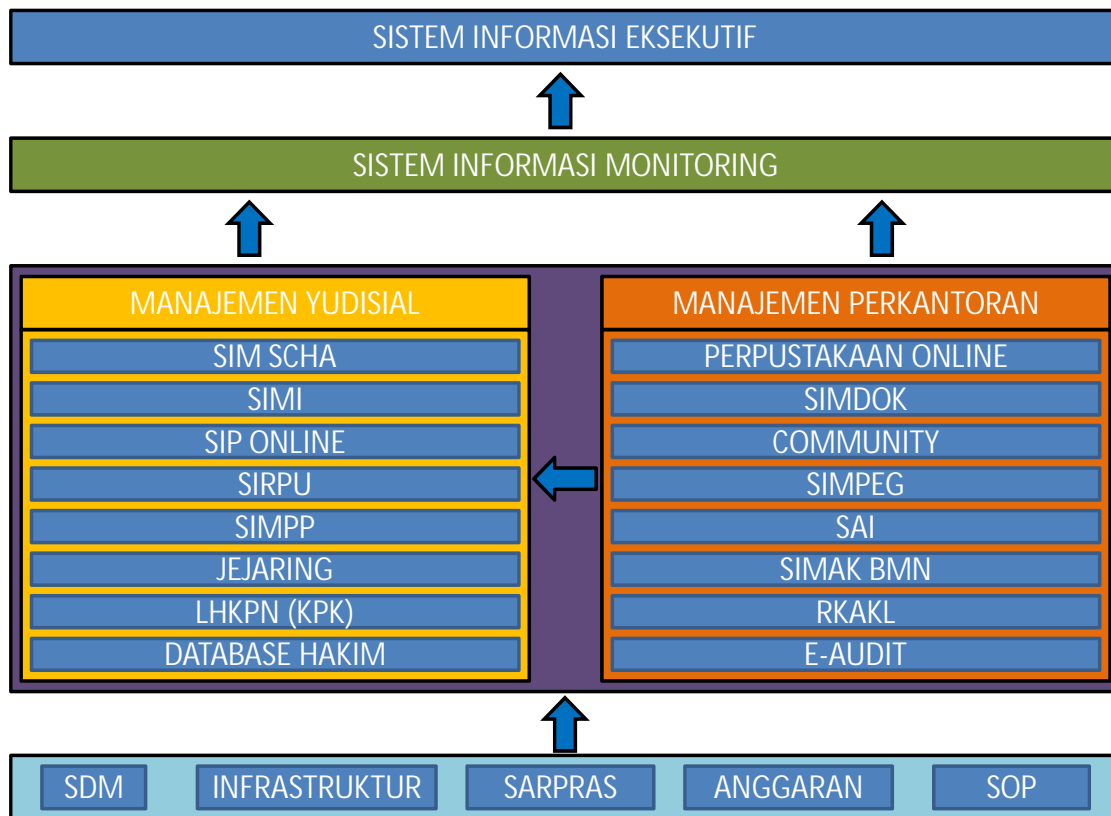 SISTEM INFORMASI EKSEKUTIF
SISTEM INFORMASI MONITORING
MANAJEMEN YUDISIAL
SIM SCHA
SIMI
SIP ONLINE
SIRPU
SIMPP
JEJARING
LHKPN (KPK)
DATABASE HAKIM
MANAJEMEN PERKANTORAN
PERPUSTAKAAN ONLINE
SIMDOK
COMMUNITY
SIMPEG
SAI
SIMAK BMN
RKAKL
E-AUDIT
SDM
INFRASTRUKTUR
SARPRAS
ANGGARAN
SOP